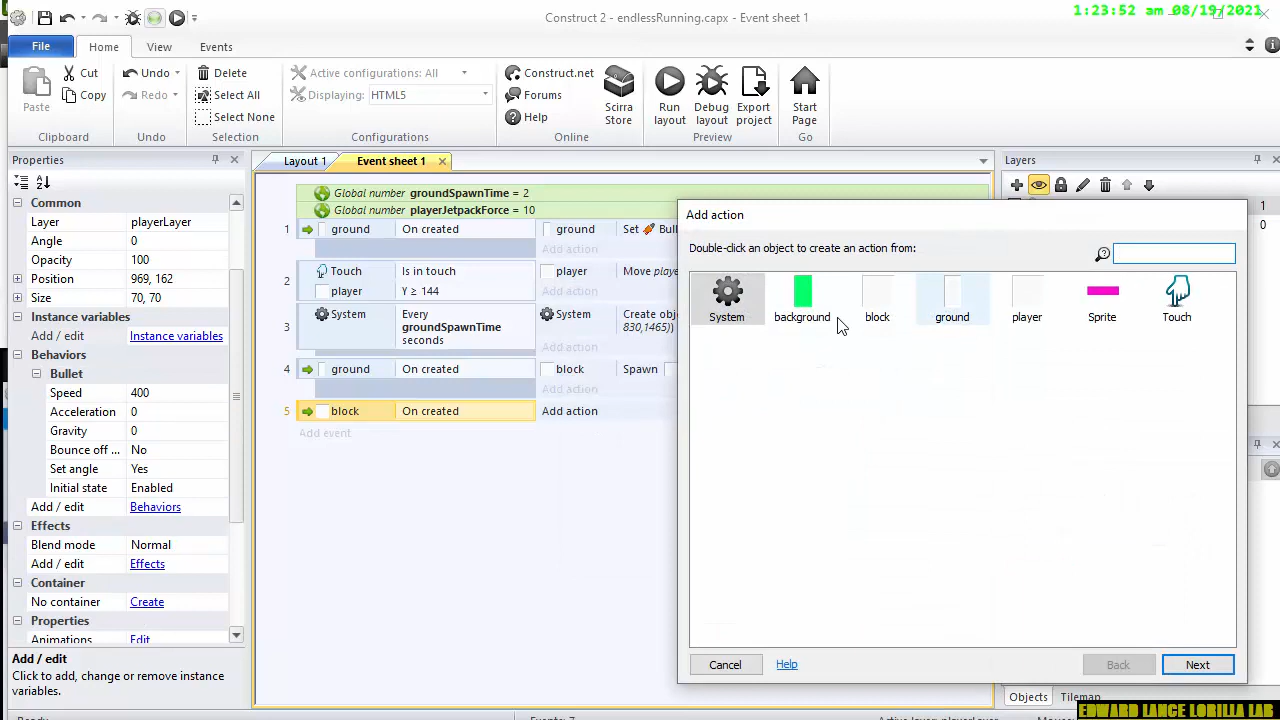 Construct 2 - endlessRunning.capx - Event sheet 1
1:23:52 am 08/19/2021
File
Home
View
Events
Paste
Cut
Copy
Clipboard
Undo
Redo
Undo
Delete
Select All
Select None
Selection
Active configurations: All
Displaying: HTML5
Configurations
Construct.net
Forums
Help
Scirra
Store
Online
Run
layout
Debug
layout
Export
project
Preview
Start
Page
Go
Properties
Common
Layer playerLayer
Angle 0
Opacity 100
Position 969, 162
Size 70, 70
Instance variables
Add / edit Instance variables
Behaviors
Bullet
Speed 400
Acceleration 0
Gravity 0
Bounce off ... No
Set angle Yes
Initial state Enabled
Add / edit Behaviors
Effects
Blend mode Normal
Add / edit Effects
Container
No container Create
Properties
Animations Edit
Add / edit
Click to add, change or remove instance
variables.
Layout 1
Event sheet 1
Global number groundSpawnTime = 2
Global number playerJetpackForce = 10
1 ground On created ground Set Bul
Add action
2 Touch Is in touch player Move playe
player Y ≥ 144 Add action
3 System Every System Create obje
groundSpawnTime 830,1465))
seconds Add action
4 ground On created block Spawn
Add action
5 block On created Add action
Add event
Layers
1
0
Add action
Double-click an object to create an action from:
System background block ground player Sprite Touch
Cancel Help Back Next
Objects Tilemap
EDWARD LANCE LORILLA LAB